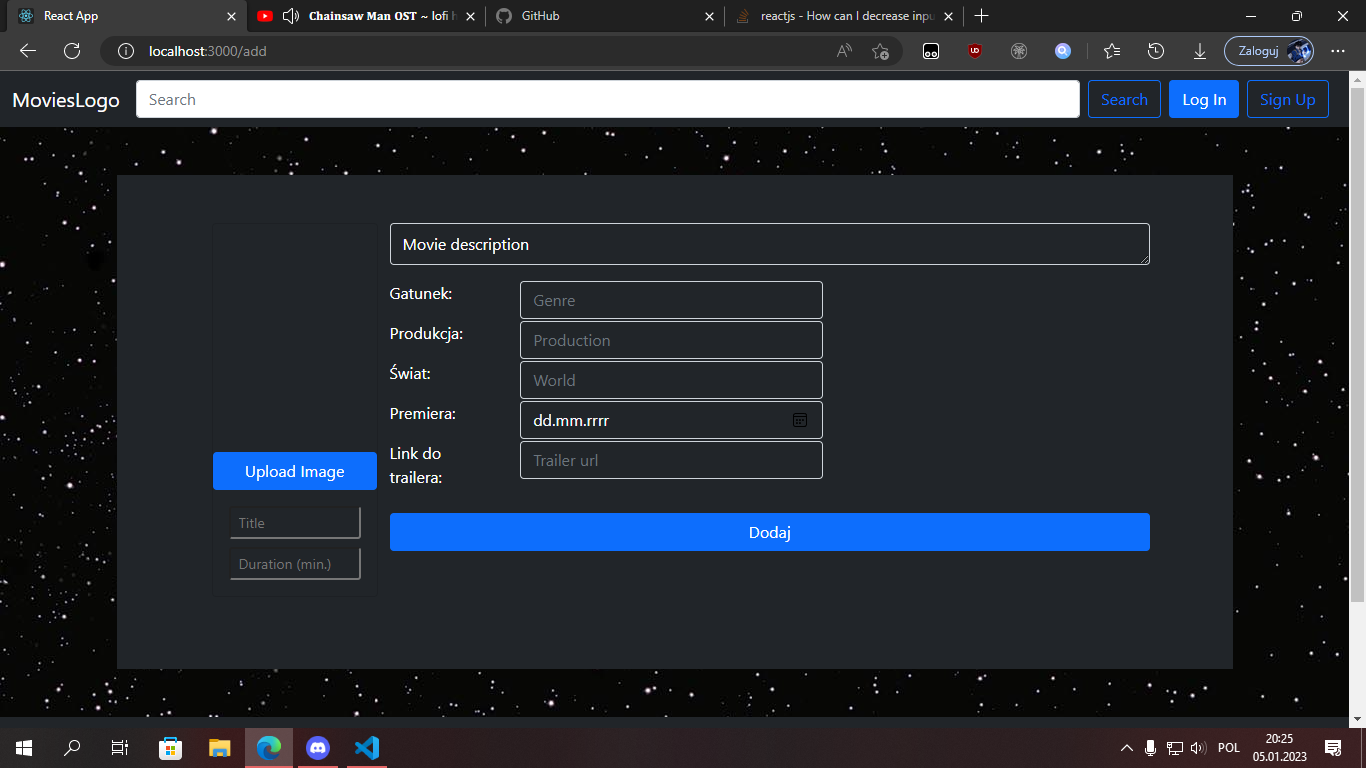 React App
Chainsaw Man OST ~ lofi h
GitHub
reactjs - How can I decrease inpu
localhost:3000/add
Zaloguj
MoviesLogo
Search
Search
Log In
Sign Up
Movie description
Gatunek:
Genre
Produkcja:
Production
Świat:
World
Premiera:
dd.mm.rrrr
Link do
trailera:
Trailer url
Upload Image
Title
Duration (min.)
Dodaj
POL
20:25
05.01.2023